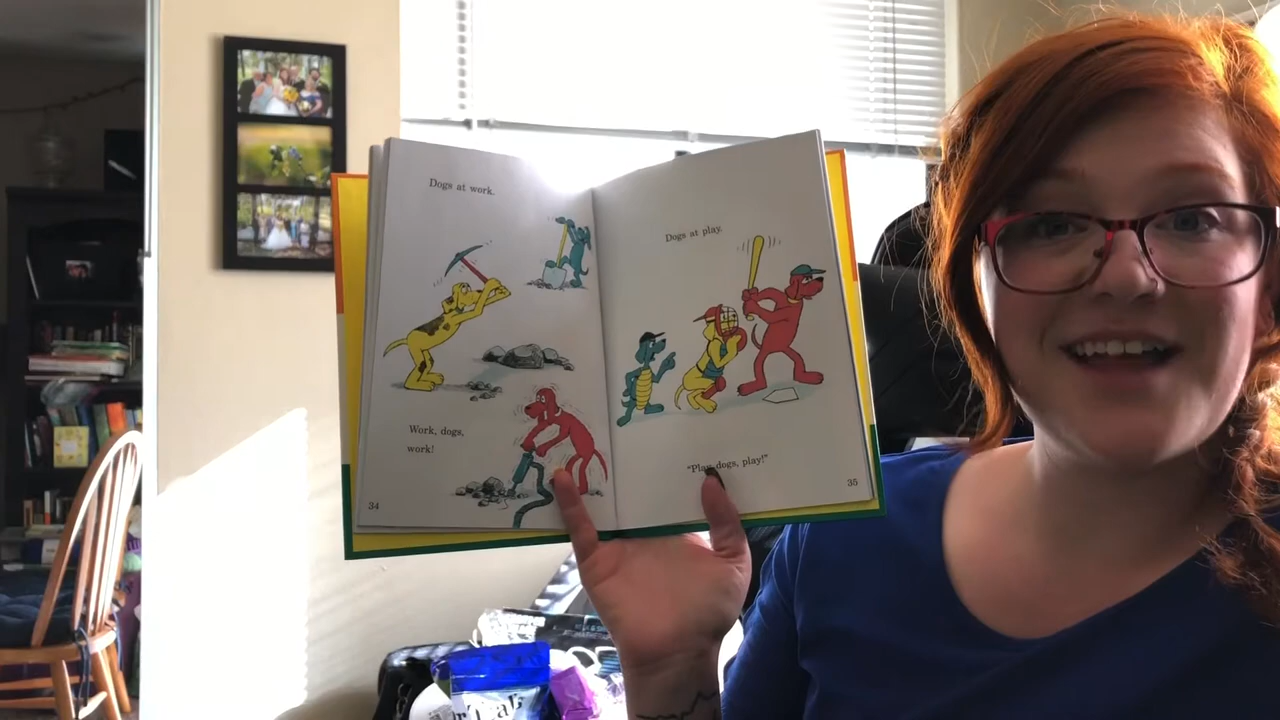 Dogs at work.
Work, dogs,
work!
34
Dogs at play.
"Play dogs, play!"
35